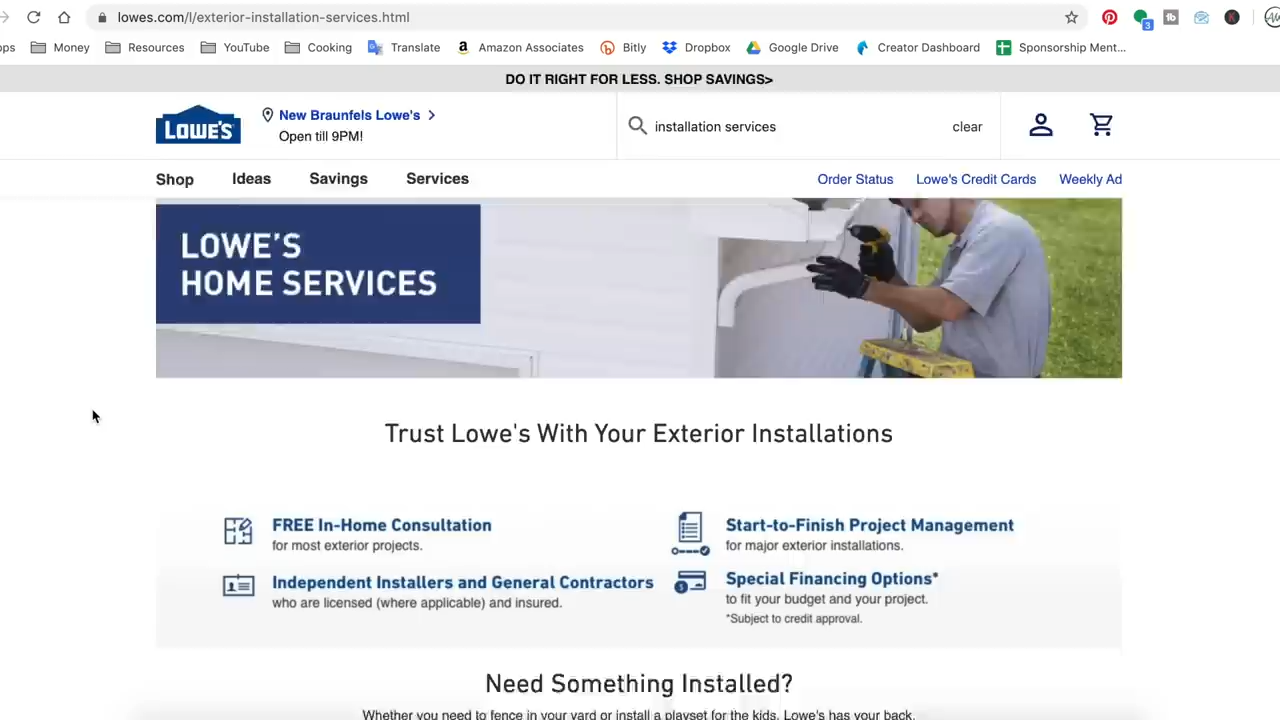 lowes.com/l/exterior-installation-services.html
3
Money
Resources
YouTube
Cooking
Translate
Amazon Associates
Bitly
Dropbox
Google Drive
Creator Dashboard
Sponsorship Ment...
DO IT RIGHT FOR LESS. SHOP SAVINGS>
LOWE'S
New Braunfels Lowe's
Open till 9PM!
installation services
clear
Shop
Ideas
Savings
Services
Order Status
Lowe's Credit Cards
Weekly Ad
LOWE'S
HOME SERVICES
Trust Lowe's With Your Exterior Installations
FREE In-Home Consultation
for most exterior projects.
Independent Installers and General Contractors
who are licensed (where applicable) and insured.
Start-to-Finish Project Management
for major exterior installations.
Special Financing Options*
to fit your budget and your project.
*Subject to credit approval.
Need Something Installed?
Whether you need to fence in your yard or install a playset for the kids, Lowe's has your back.